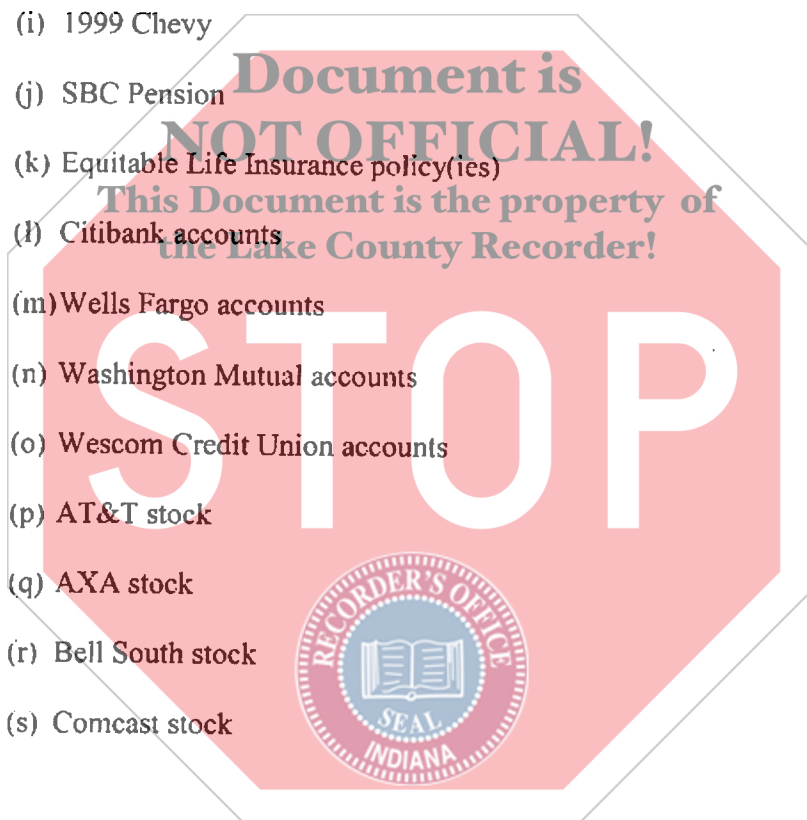 (i) 1999 Chevy
Document is
(j) SBC Pension
NOT OFFICIAL!
(k) Equitable Life Insurance policy(ies)
This Document is the property of
(l) Citibank accounts
the Lake County Recorder!
(m) Wells Fargo accounts
STOP
(n) Washington Mutual accounts
(o) Wescom Credit Union accounts
(p) AT&T stock
(q) AXA stock
RECORDER'S OFFICE
(r) Bell South stock
SEAL
(s) Comcast stock
INDIANA